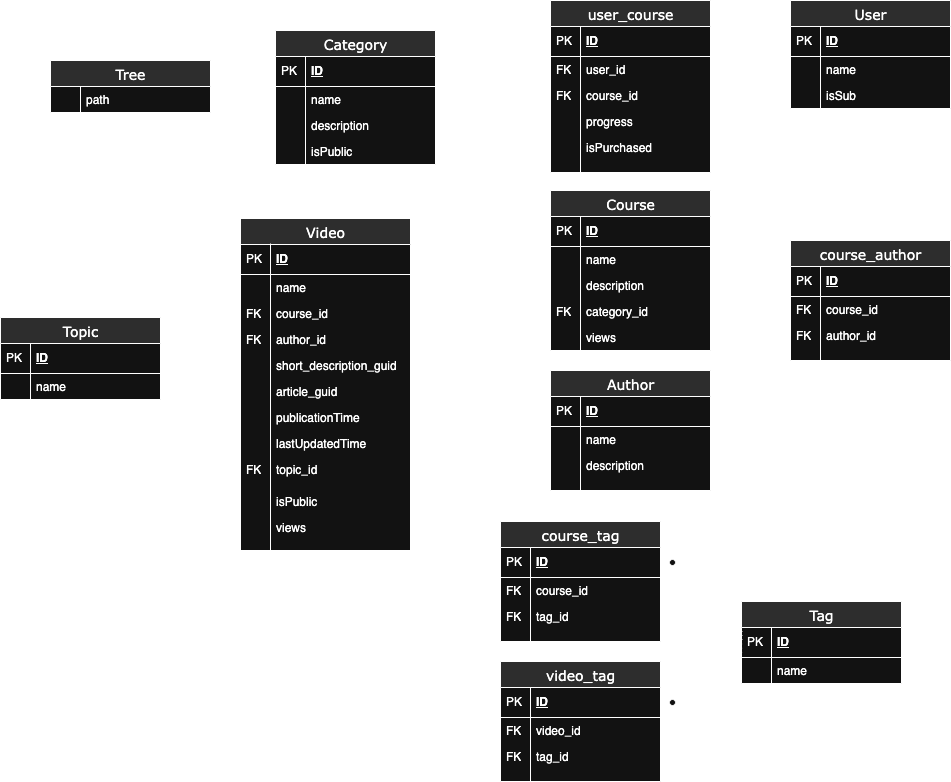 Tree
path
Category
PK ID
name
description
isPublic
user_course
PK ID
FK user_id
FK course_id
progress
isPurchased
User
PK ID
name
isSub
Video
PK ID
name
FK course_id
FK author_id
short_description_guid
article_guid
publicationTime
lastUpdatedTime
FK topic_id
isPublic
views
Course
PK ID
name
description
FK category_id
views
course_author
PK ID
FK course_id
FK author_id
Topic
PK ID
name
Author
PK ID
name
description
course_tag
PK ID
FK course_id
FK tag_id
Tag
PK ID
name
video_tag
PK ID
FK video_id
FK tag_id